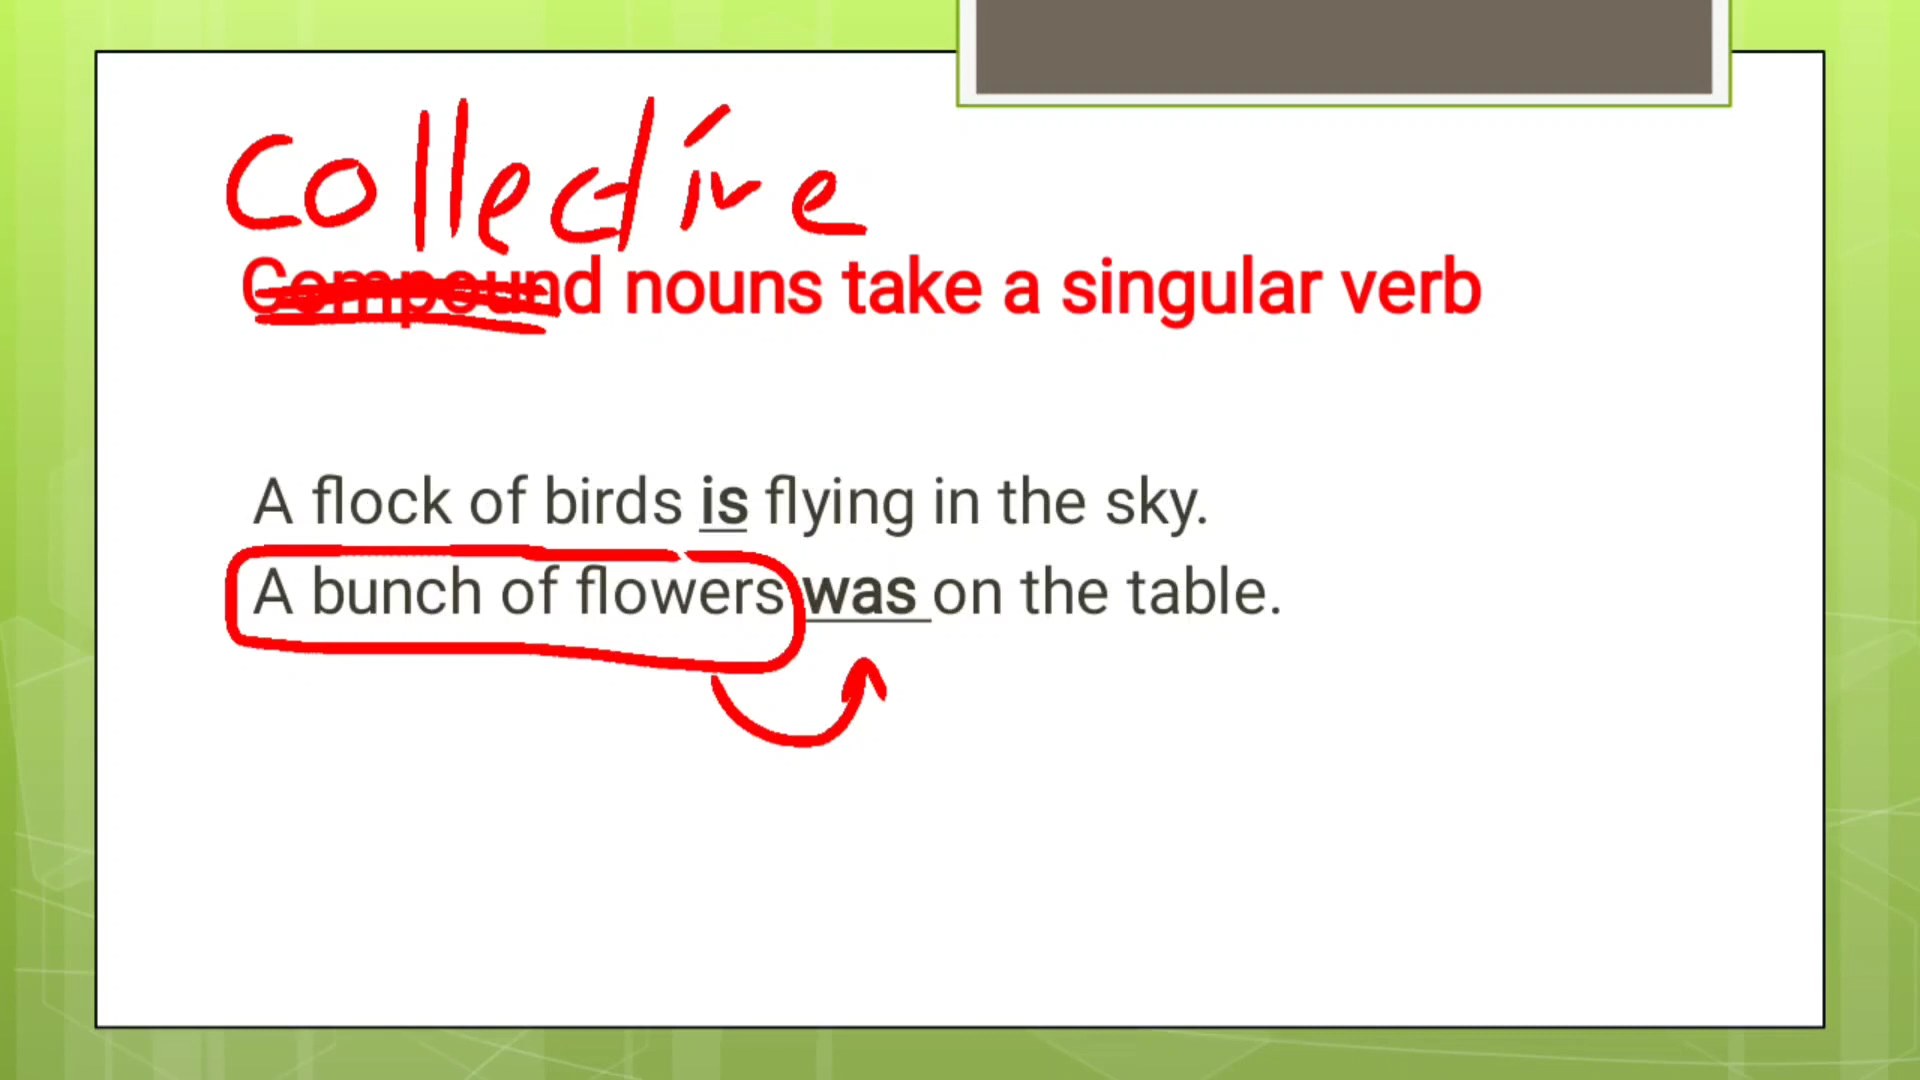 Collective
Compound nouns take a singular verb
A flock of birds is flying in the sky.
A bunch of flowers was on the table.